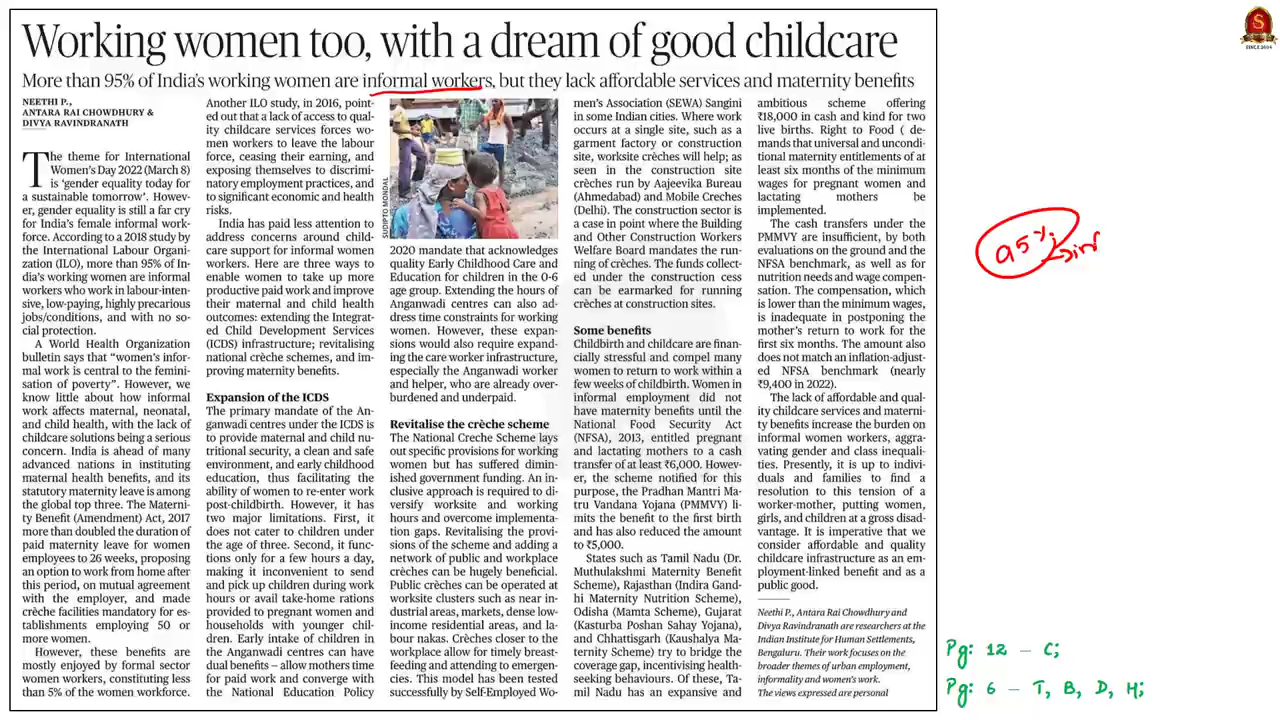 Working women too, with a dream of good childcare
More than 95% of India's working women are informal workers, but they lack affordable services and maternity benefits
NEETHI P.,
ANTARA RAI CHOWDHURY &
DIVYA RAVINDRANATH
The theme for International
Women's Day 2022 (March 8)
is 'gender equality today for
a sustainable tomorrow'. Howev-
er, gender equality is still a far cry
for India's female informal work-
force. According to a 2018 study by
the International Labour Organi-
zation (ILO), more than 95% of In-
dia's working women are informal
workers who work in labour-inten-
sive, low-paying, highly precarious
jobs/conditions, and with no so-
cial protection.
A World Health Organization
bulletin says that "women's infor-
mal work is central to the femini-
sation of poverty". However, we
know little about how informal
work affects maternal, neonatal,
and child health, with the lack of
childcare solutions being a serious
concern. India is ahead of many
advanced nations in instituting
maternal health benefits, and its
statutory maternity leave is among
the global top three. The Materni-
ty Benefit (Amendment) Act, 2017
more than doubled the duration of
paid maternity leave for women
employees to 26 weeks, proposing
an option to work from home after
this period, on mutual agreement
with the employer, and made
crèche facilities mandatory for es-
tablishments employing 50 or
more women.
However, these benefits are
mostly enjoyed by formal sector
women workers, constituting less
than 5% of the women workforce.
Another ILO study, in 2016, point-
ed out that a lack of access to qual-
ity childcare services forces wo-
men workers to leave the labour
force, ceasing their earning, and
exposing themselves to discrimi-
natory employment practices, and
to significant economic and health
risks.
India has paid less attention to
address concerns around child-
care support for informal women
workers. Here are three ways to
enable women to take up more
productive paid work and improve
their maternal and child health
outcomes: extending the Integrat-
ed Child Development Services
(ICDS) infrastructure; revitalising
national crèche schemes, and im-
proving maternity benefits.
Expansion of the ICDS
The primary mandate of the An-
ganwadi centres under the ICDS is
to provide maternal and child nu-
tritional security, a clean and safe
environment, and early childhood
education, thus facilitating the
ability of women to re-enter work
post-childbirth. However, it has
two major limitations. First, it
does not cater to children under
the age of three. Second, it func-
tions only for a few hours a day,
making it inconvenient to send
and pick up children during work
hours or avail take-home rations
provided to pregnant women and
households with younger chil-
dren. Early intake of children in
the Anganwadi centres can have
dual benefits – allow mothers time
for paid work and converge with
the National Education Policy
SUDIPTO MONDAL
2020 mandate that acknowledges
quality Early Childhood Care and
Education for children in the 0-6
age group. Extending the hours of
Anganwadi centres can also ad-
dress time constraints for working
women. However, these expan-
sions would also require expand-
ing the care worker infrastructure,
especially the Anganwadi worker
and helper, who are already over-
burdened and underpaid.
Revitalise the crèche scheme
The National Creche Scheme lays
out specific provisions for working
women but has suffered dimin-
ished government funding. An in-
clusive approach is required to di-
versify worksite and working
hours and overcome implementa-
tion gaps. Revitalising the provi-
sions of the scheme and adding a
network of public and workplace
crèches can be hugely beneficial.
Public crèches can be operated at
worksite clusters such as near in-
dustrial areas, markets, dense low-
income residential areas, and la-
bour nakas. Crèches closer to the
workplace allow for timely breast-
feeding and attending to emergen-
cies. This model has been tested
successfully by Self-Employed Wo-
men's Association (SEWA) Sangini
in some Indian cities. Where work
occurs at a single site, such as a
garment factory or construction
site, worksite crèches will help; as
seen in the construction site
crèches run by Aajeevika Bureau
(Ahmedabad) and Mobile Creches
(Delhi). The construction sector is
a case in point where the Building
and Other Construction Workers
Welfare Board mandates the run-
ning of crèches. The funds collect-
ed under the construction cess
can be earmarked for running
crèches at construction sites.
Some benefits
Childbirth and childcare are finan-
cially stressful and compel many
women to return to work within a
few weeks of childbirth. Women in
informal employment did not
have maternity benefits until the
National Food Security Act
(NFSA), 2013, entitled pregnant
and lactating mothers to a cash
transfer of at least ₹6,000. Howev-
er, the scheme notified for this
purpose, the Pradhan Mantri Ma-
tru Vandana Yojana (PMMVY) li-
mits the benefit to the first birth
and has also reduced the amount
to ₹5,000.
States such as Tamil Nadu (Dr.
Muthulakshmi Maternity Benefit
Scheme), Rajasthan (Indira Gand-
hi Maternity Nutrition Scheme),
Odisha (Mamta Scheme), Gujarat
(Kasturba Poshan Sahay Yojana),
and Chhattisgarh (Kaushalya Ma-
ternity Scheme) try to bridge the
coverage gap, incentivising health-
seeking behaviours. Of these, Ta-
mil Nadu has an expansive and
ambitious scheme offering
₹18,000 in cash and kind for two
live births. Right to Food ( de-
mands that universal and uncondi-
tional maternity entitlements of at
least six months of the minimum
wages for pregnant women and
lactating mothers be
implemented.
The cash transfers under the
PMMVY are insufficient, by both
evaluations on the ground and the
NFSA benchmark, as well as for
nutrition needs and wage compen-
sation. The compensation, which
is lower than the minimum wages,
is inadequate in postponing the
mother's return to work for the
first six months. The amount also
does not match an inflation-adjust-
ed NFSA benchmark (nearly
₹9,400 in 2022).
The lack of affordable and qual-
ity childcare services and materni-
ty benefits increase the burden on
informal women workers, aggra-
vating gender and class inequali-
ties. Presently, it is up to indivi-
duals and families to find a
resolution to this tension of a
worker-mother, putting women,
girls, and children at a gross disad-
vantage. It is imperative that we
consider affordable and quality
childcare infrastructure as an em-
ployment-linked benefit and as a
public good.
Neethi P., Antara Rai Chowdhury and
Divya Ravindranath are researchers at the
Indian Institute for Human Settlements,
Bengaluru. Their work focuses on the
broader themes of urban employment,
informality and women's work.
The views expressed are personal
S
SINCE 2004
95%
Pg: 12 - C;
Pg: 6 - T, B, D, H;